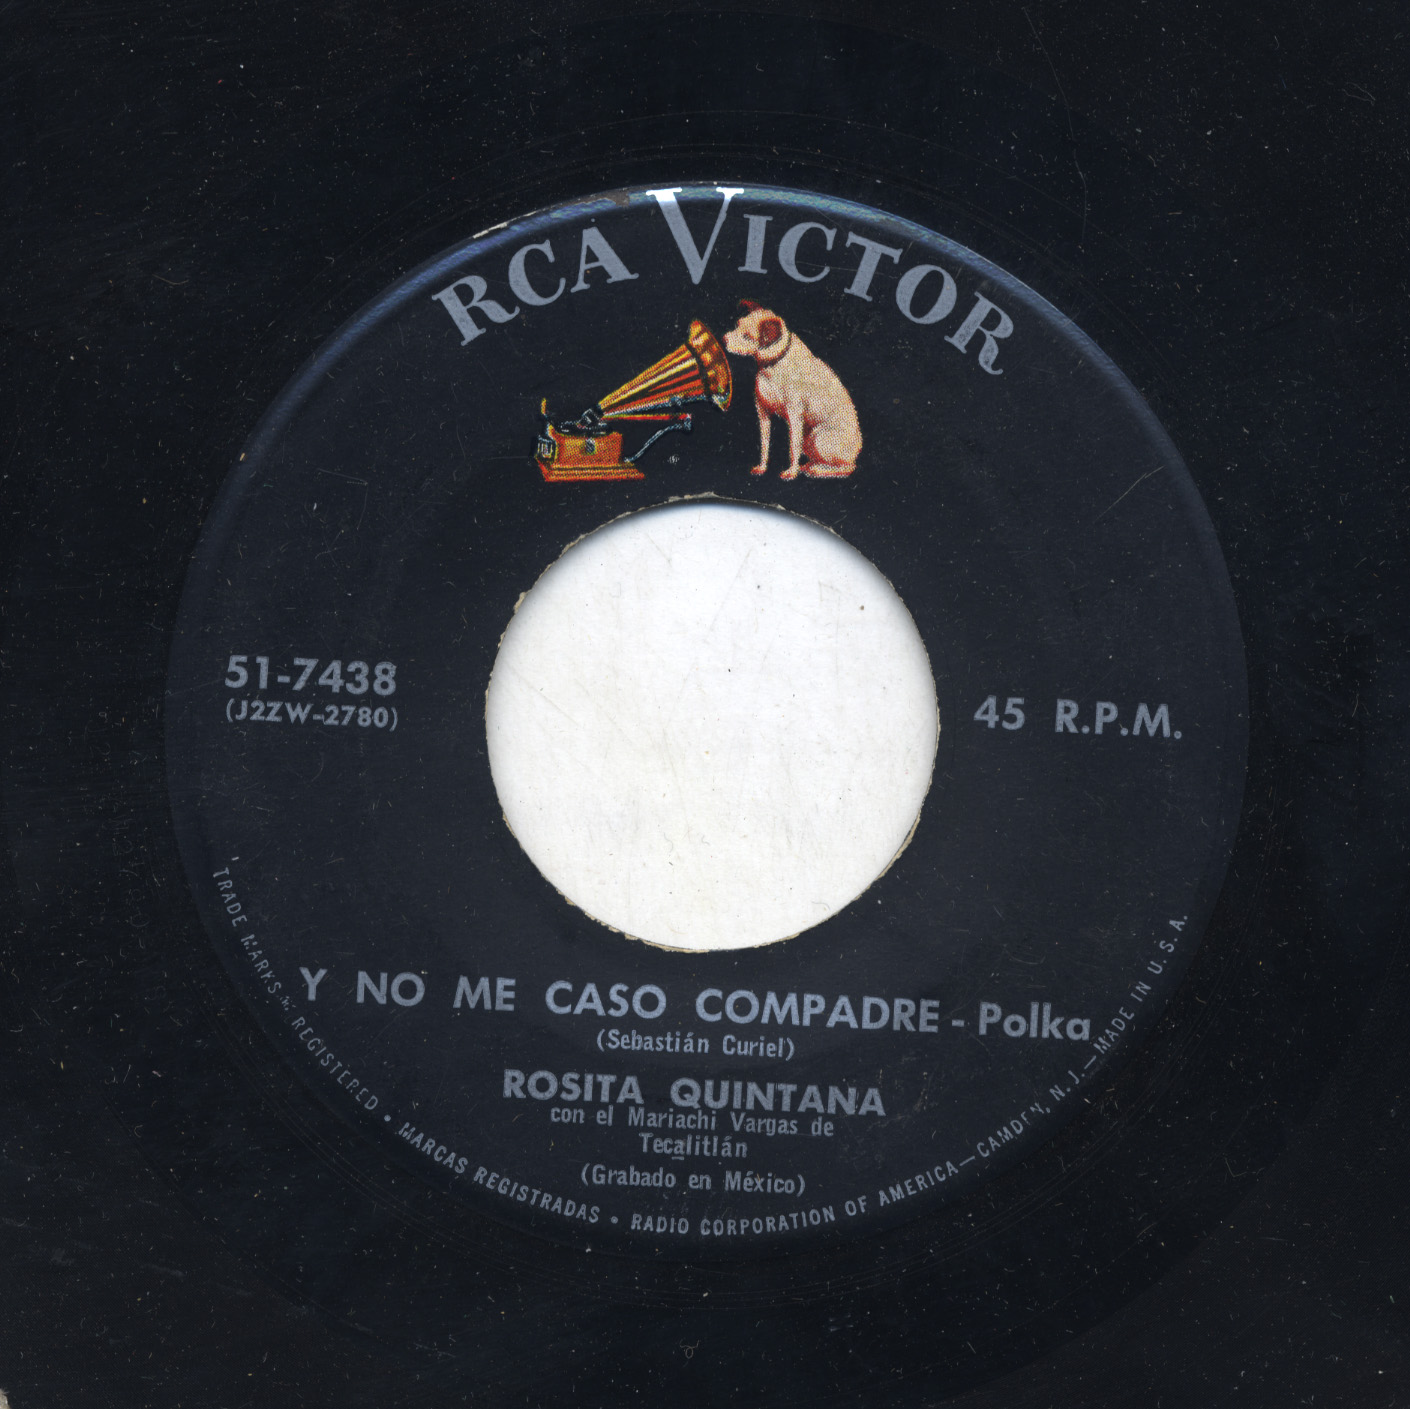 RCA VICTOR
51-7438
(J2ZW-2780)
45 R.P.M.
Y NO ME CASO COMPADRE - Polka
(Sebastián Curiel)
ROSITA QUINTANA
con el Mariachi Vargas de
Tecalitlán
(Grabado en México)
TRADE MARKS ® REGISTERED • MARCAS REGISTRADAS • RADIO CORPORATION OF AMERICA—CAMDEN, N. J.—MADE IN U. S. A.